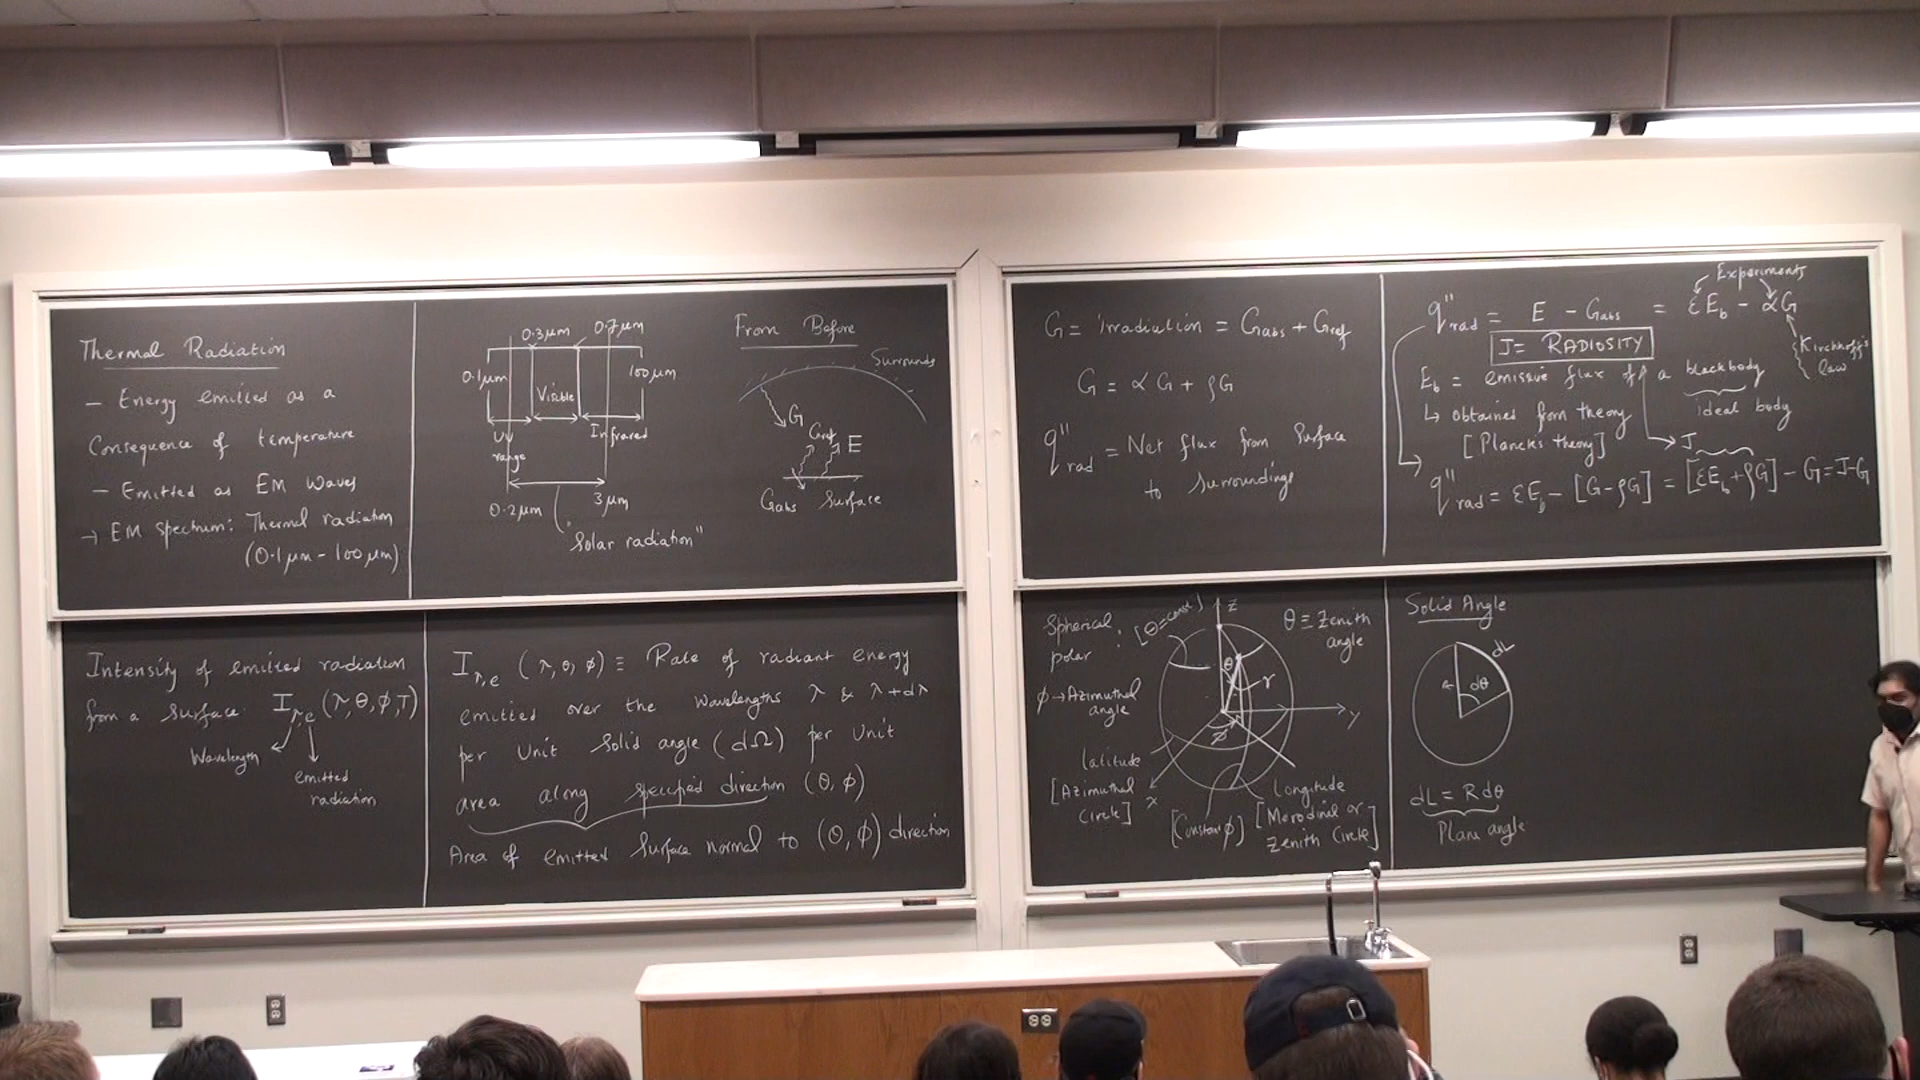 Thermal Radiation
- Energy emitted as a
Consequence of temperature
- Emitted as EM Waves
→ EM Spectrum: Thermal radiation
(0.1 μm - 100 μm)
0.3μm 0.7μm
0.1μm 100μm
Visible
UV range
Infrared
0.2μm 3μm
Solar radiation"
From Before
Surrounds
G
Gref E
Gabs Surface
G = irradiation = Gabs + Gref
G = αG + ρG
q"rad = Net flux from Surface
to Surroundings
Experiments
q"rad = E - Gabs = εEb - αG
J = RADIOSITY
Kirchhoff's
law
Eb = emissive flux of a blackbody
ideal body
↳ obtained from theory
[Planck's theory]
→ J
q"rad = εEb - [G-ρG] = [εEb+ρG] - G = J-G
Intensity of emitted radiation
from a Surface Iλ,e (λ,θ,φ,T)
Wavelength
emitted
radiation
Iλ,e (λ,θ,φ) ≡ Rate of radiant energy
emitted over the Wavelengths λ & λ+dλ
per Unit Solid angle (dΩ) per Unit
area along specified direction (θ,φ)
Area of emitted Surface normal to (θ,φ) direction
Spherical
polar :
[θ=const]
z
θ ≡ Zenith
angle
φ→Azimuthal
angle
θ
r
y
φ
x
Latitude
[Azimuthal
Circle]
[Constant φ]
Longitude
[Merodinal or
Zenith Circle]
Solid Angle
dL
R dθ
dL = R dθ
Plane angle